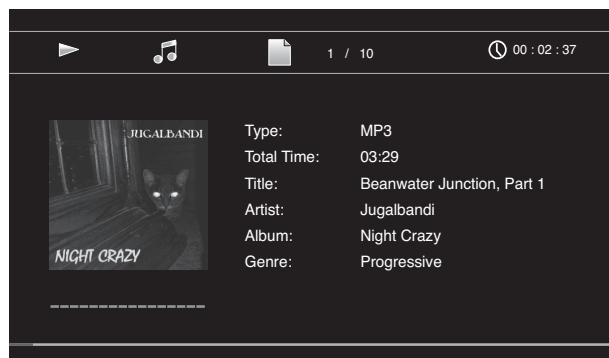 1 / 10
00 : 02 : 37
JUGALBANDI
NIGHT CRAZY
Type: MP3
Total Time: 03:29
Title: Beanwater Junction, Part 1
Artist: Jugalbandi
Album: Night Crazy
Genre: Progressive